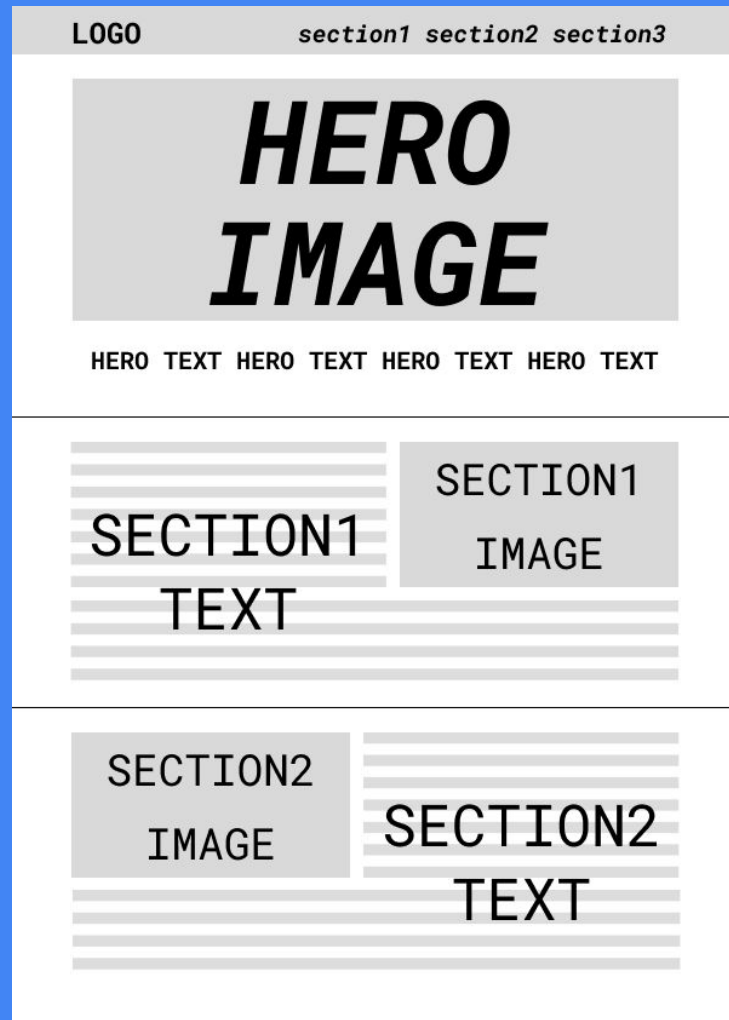 LOGO
section1 section2 section3
HERO
IMAGE
HERO TEXT HERO TEXT HERO TEXT HERO TEXT
SECTION1
TEXT
SECTION1
IMAGE
SECTION2
IMAGE
SECTION2
TEXT